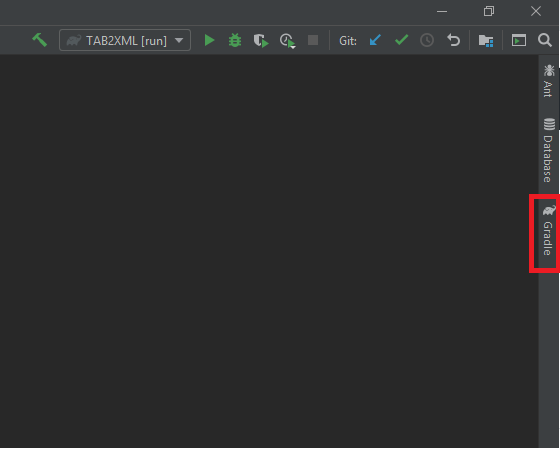 TAB2XML [run]
Git:
Ant
Database
Gradle